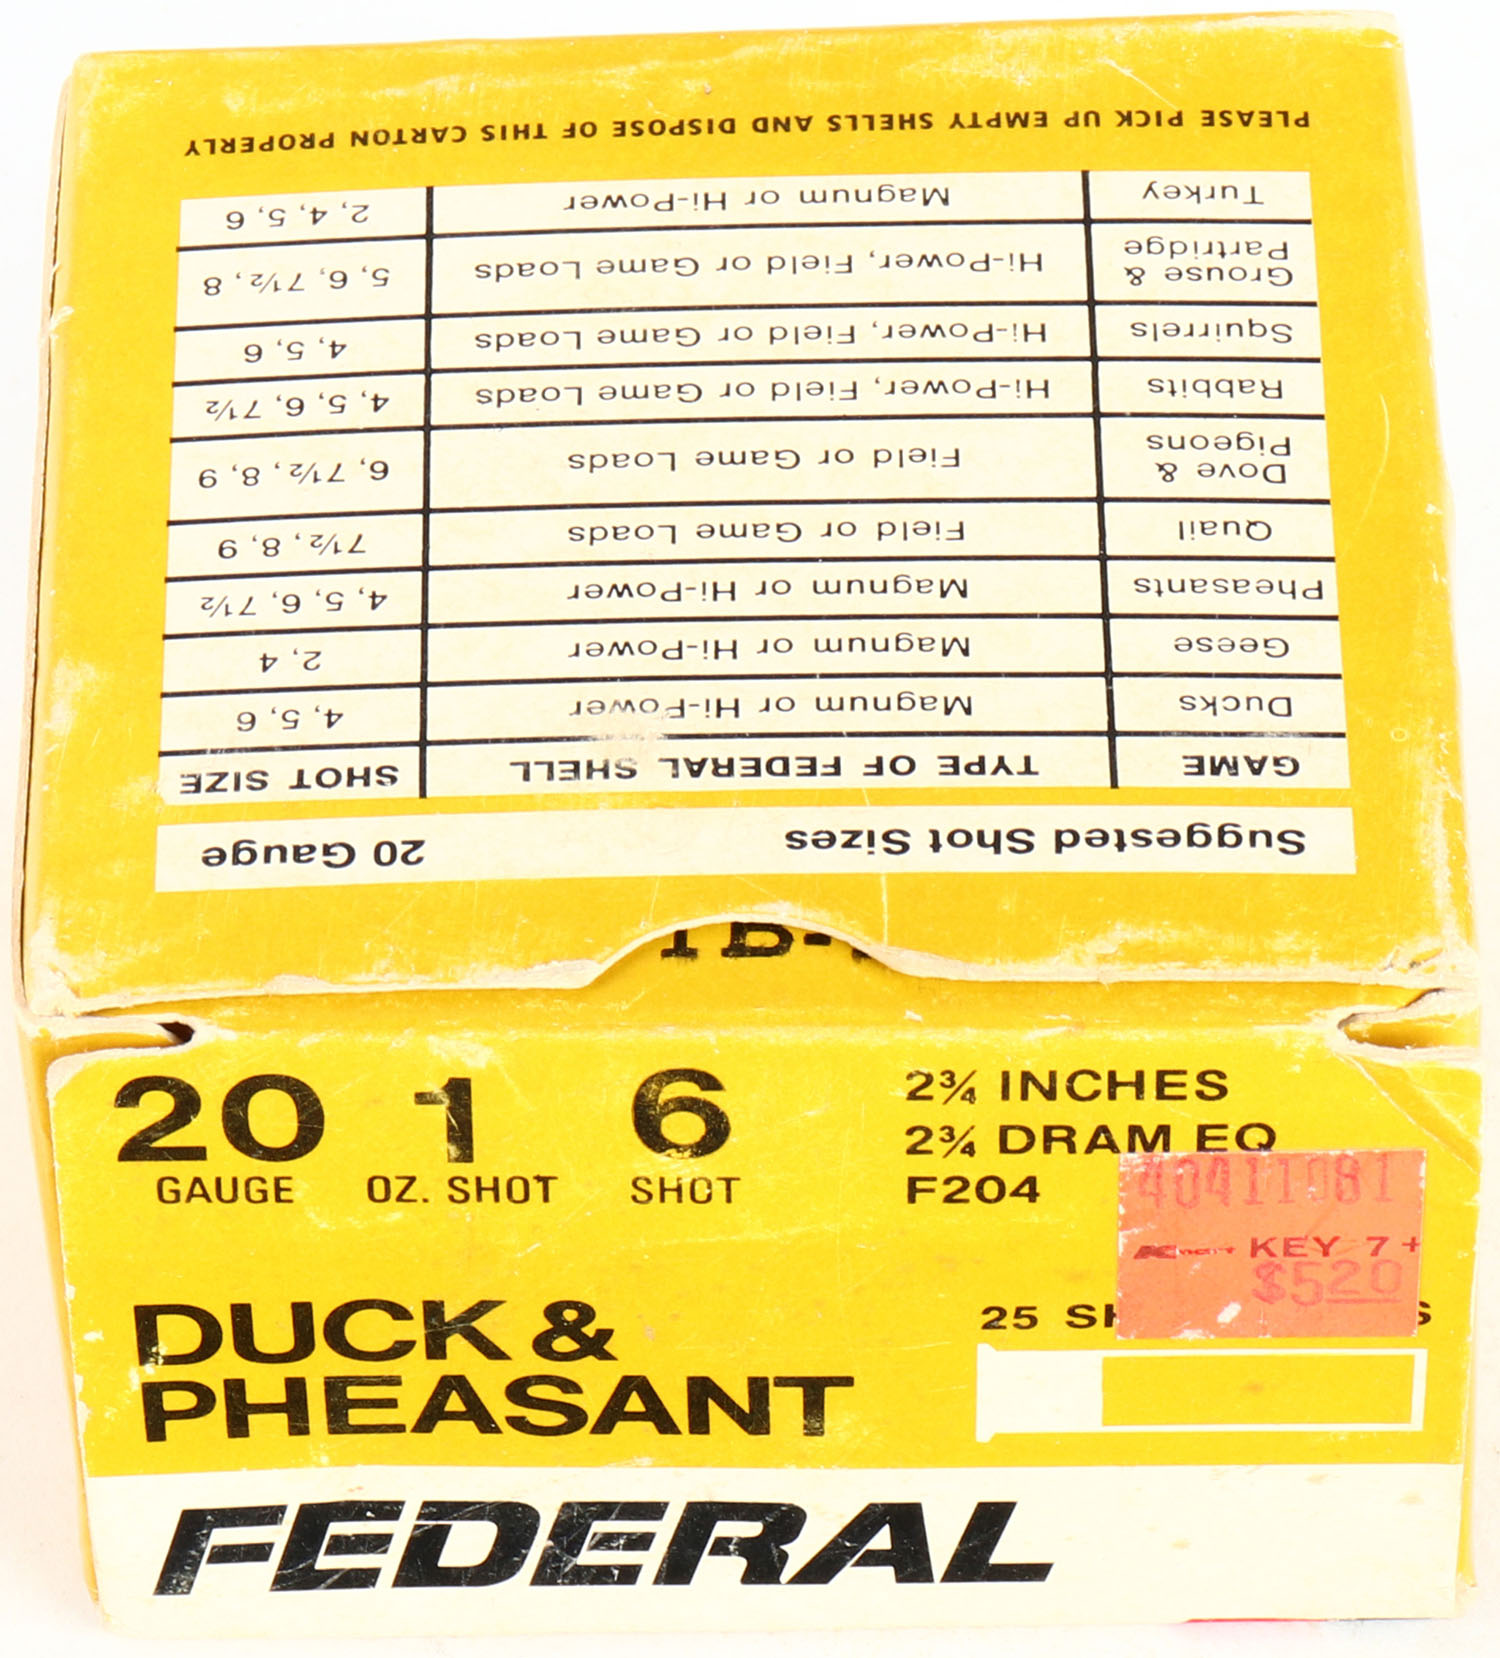 PLEASE PICK UP EMPTY SHELLS AND DISPOSE OF THIS CARTON PROPERLY
Suggested Shot Sizes 20 Gauge
GAME TYPE OF FEDERAL SHELL SHOT SIZE
Ducks Magnum or Hi-Power 4, 5, 6
Geese Magnum or Hi-Power 2, 4
Pheasants Magnum or Hi-Power 4, 5, 6, 7½
Quail Field or Game Loads 7½, 8, 9
Dove &
Pigeons Field or Game Loads 6, 7½, 8, 9
Rabbits Hi-Power, Field or Game Loads 4, 5, 6, 7½
Squirrels Hi-Power, Field or Game Loads 4, 5, 6
Grouse &
Partridge Hi-Power, Field or Game Loads 5, 6, 7½, 8
Turkey Magnum or Hi-Power 2, 4, 5, 6
20 1 6
GAUGE OZ. SHOT SHOT
2¾ INCHES
2¾ DRAM EQ
F204
40411081
Kmart KEY 7+
$5.20
25
DUCK &
PHEASANT
FEDERAL